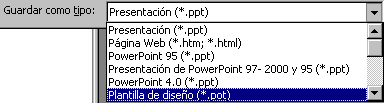 Guardar como tipo: Presentación (*.ppt)
Presentación (*.ppt)
Página Web (*.htm; *.html)
PowerPoint 95 (*.ppt)
Presentación de PowerPoint 97- 2000 y 95 (*.ppt)
PowerPoint 4.0 (*.ppt)
Plantilla de diseño (*.pot)